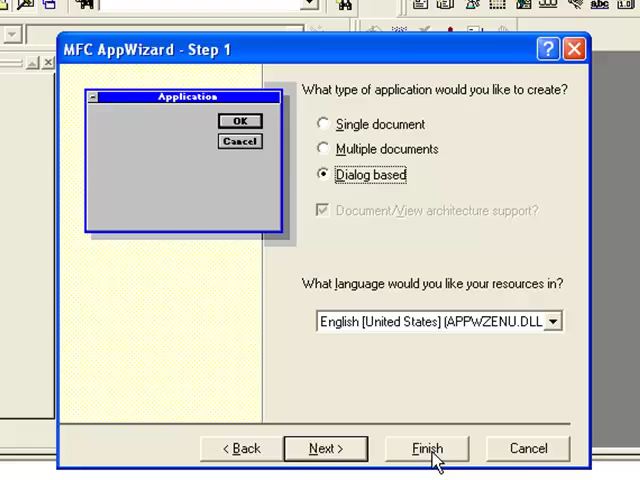 MFC AppWizard - Step 1
?
Application
OK
Cancel
What type of application would you like to create?
Single document
Multiple documents
Dialog based
Document/View architecture support?
What language would you like your resources in?
English [United States] (APPWZENU.DLL
< Back
Next >
Finish
Cancel